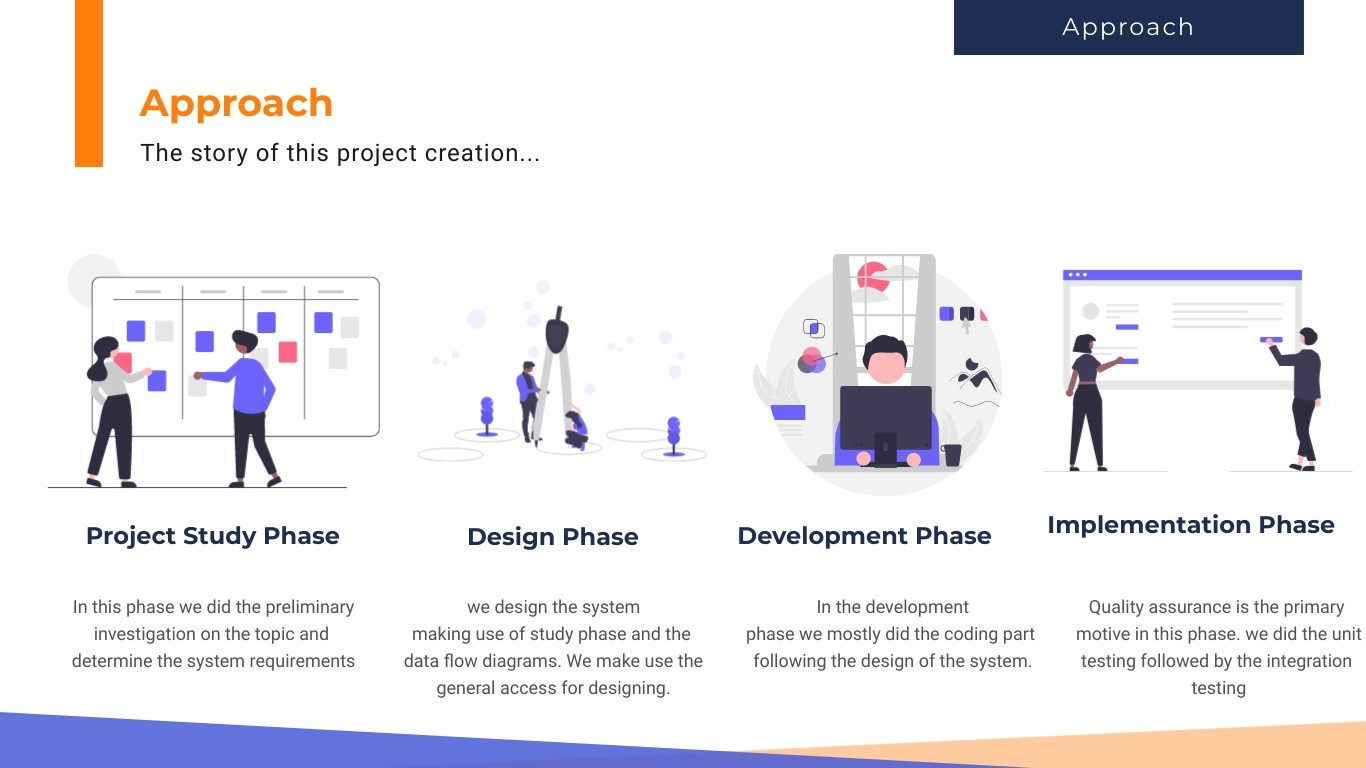 Approach
Approach
The story of this project creation...
Project Study Phase
In this phase we did the preliminary
investigation on the topic and
determine the system requirements
Design Phase
we design the system
making use of study phase and the
data flow diagrams. We make use the
general access for designing.
Development Phase
In the development
phase we mostly did the coding part
following the design of the system.
Implementation Phase
Quality assurance is the primary
motive in this phase. we did the unit
testing followed by the integration
testing